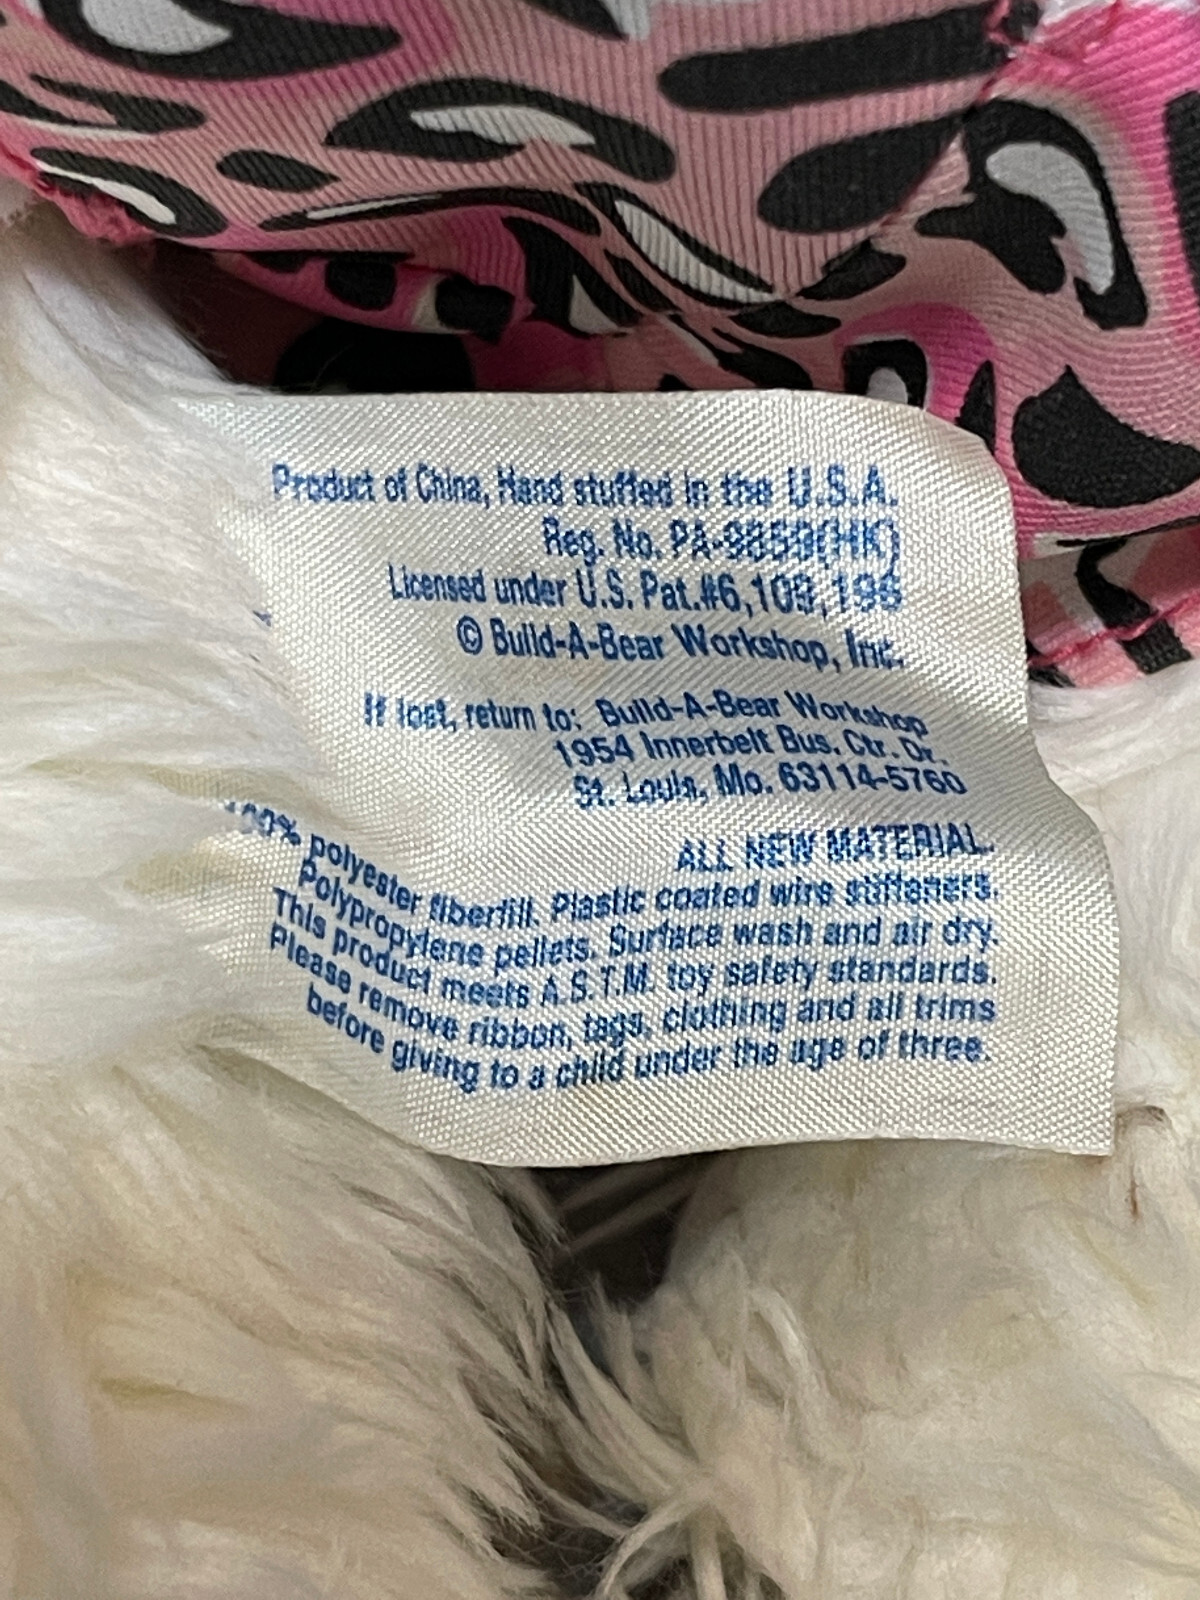 Product of China, Hand stuffed in the U.S.A.
Reg. No. PA-9859(HK)
Licensed under U.S. Pat.#6,109,196
© Build-A-Bear Workshop, Inc.
If lost, return to: Build-A-Bear Workshop
1954 Innerbelt Bus. Ctr. Dr.
St. Louis, Mo. 63114-5760
ALL NEW MATERIAL.
100% polyester fiberfill. Plastic coated wire stiffeners.
Polypropylene pellets. Surface wash and air dry.
This product meets A.S.T.M. toy safety standards.
Please remove ribbon, tags, clothing and all trims
before giving to a child under the age of three.